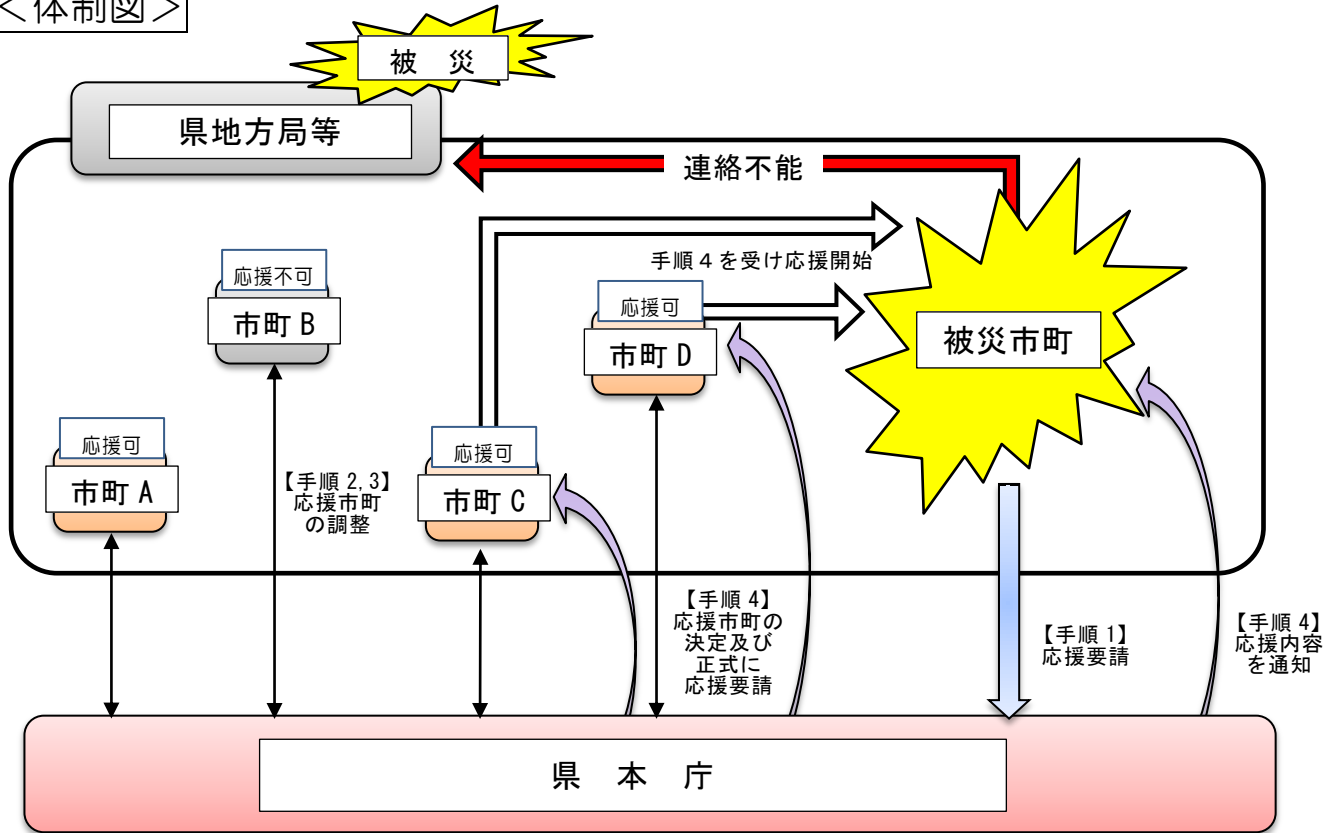 ＜体制図＞
被　災
県地方局等
連絡不能
手順４を受け応援開始
応援不可
市町 B
応援可
市町 D
被災市町
応援可
市町 A
【手順 2,3】
応援市町
の調整
応援可
市町 C
【手順 4】
応援市町の
決定及び
正式に
応援要請
【手順 1】
応援要請
【手順 4】
応援内容
を通知
県　本　庁